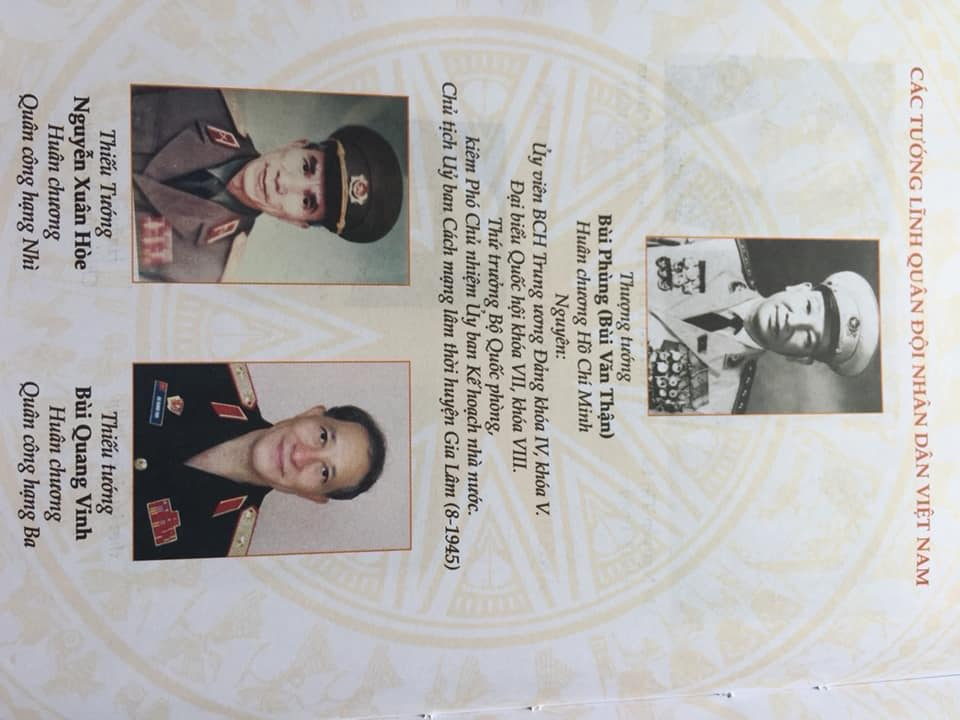 CÁC TƯỚNG LĨNH QUÂN ĐỘI NHÂN DÂN VIỆT NAM
Thượng tướng
Bùi Phùng (Bùi Văn Thận)
Huân chương Hồ Chí Minh
Nguyên:
Ủy viên BCH Trung ương Đảng khóa IV, khóa V.
Đại biểu Quốc hội khóa VII, khóa VIII.
Thứ trưởng Bộ Quốc phòng,
kiêm Phó Chủ nhiệm Ủy ban Kế hoạch nhà nước.
Chủ tịch Uỷ ban Cách mạng lâm thời huyện Gia Lâm (8-1945)
Thiếu Tướng
Nguyễn Xuân Hòe
Huân chương
Quân công hạng Nhì
Thiếu tướng
Bùi Quang Vinh
Huân chương
Quân công hạng Ba